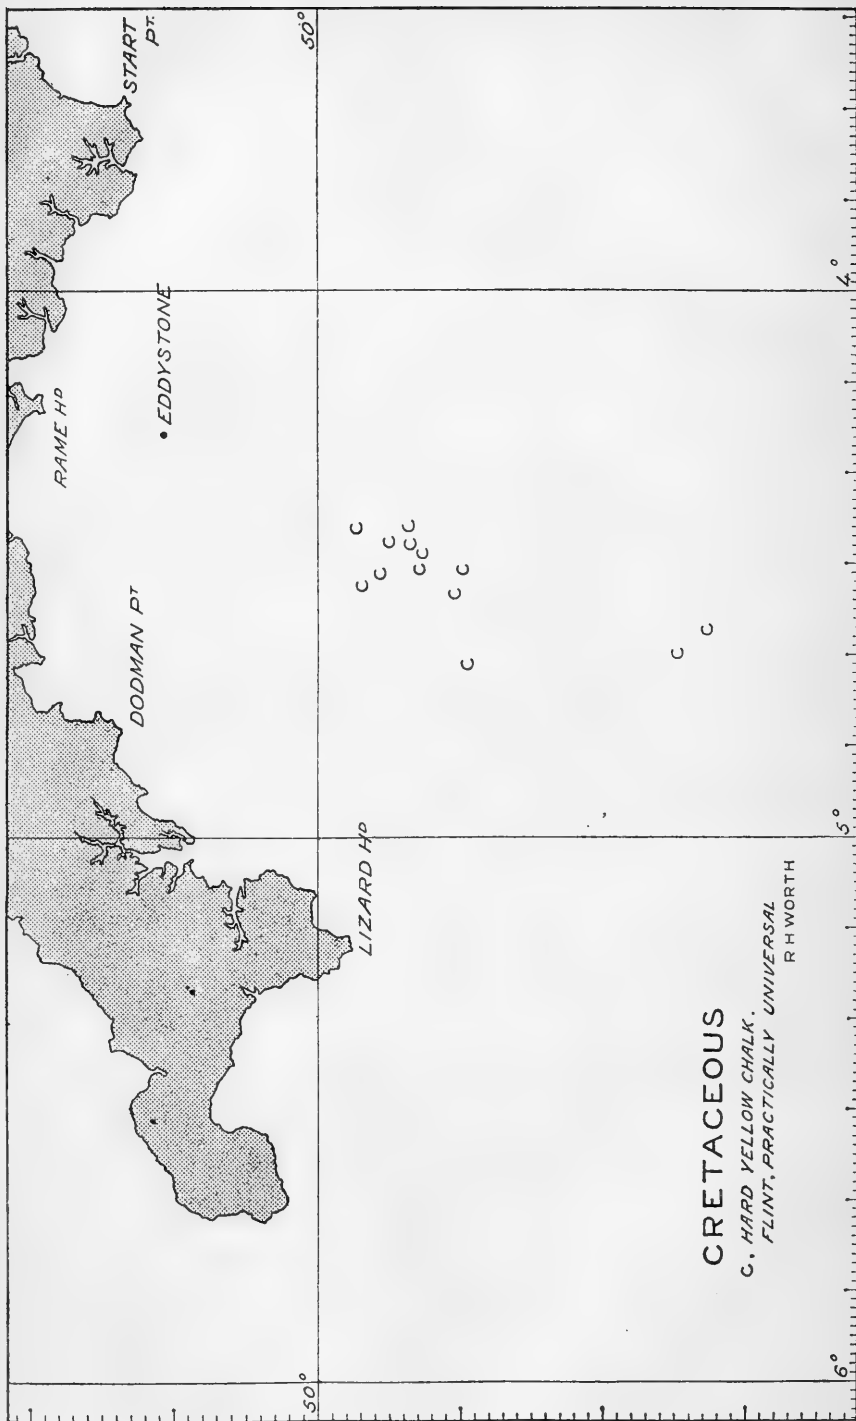 START
PT.
RAME HD
DODMAN PT
• EDDYSTONE
50°
50°
LIZARD HD
C
C
C
C
C
C
C
C
C
C
C
C
C
CRETACEOUS
C. HARD YELLOW CHALK.
FLINT, PRACTICALLY UNIVERSAL
R H WORTH
6°
5°
4°